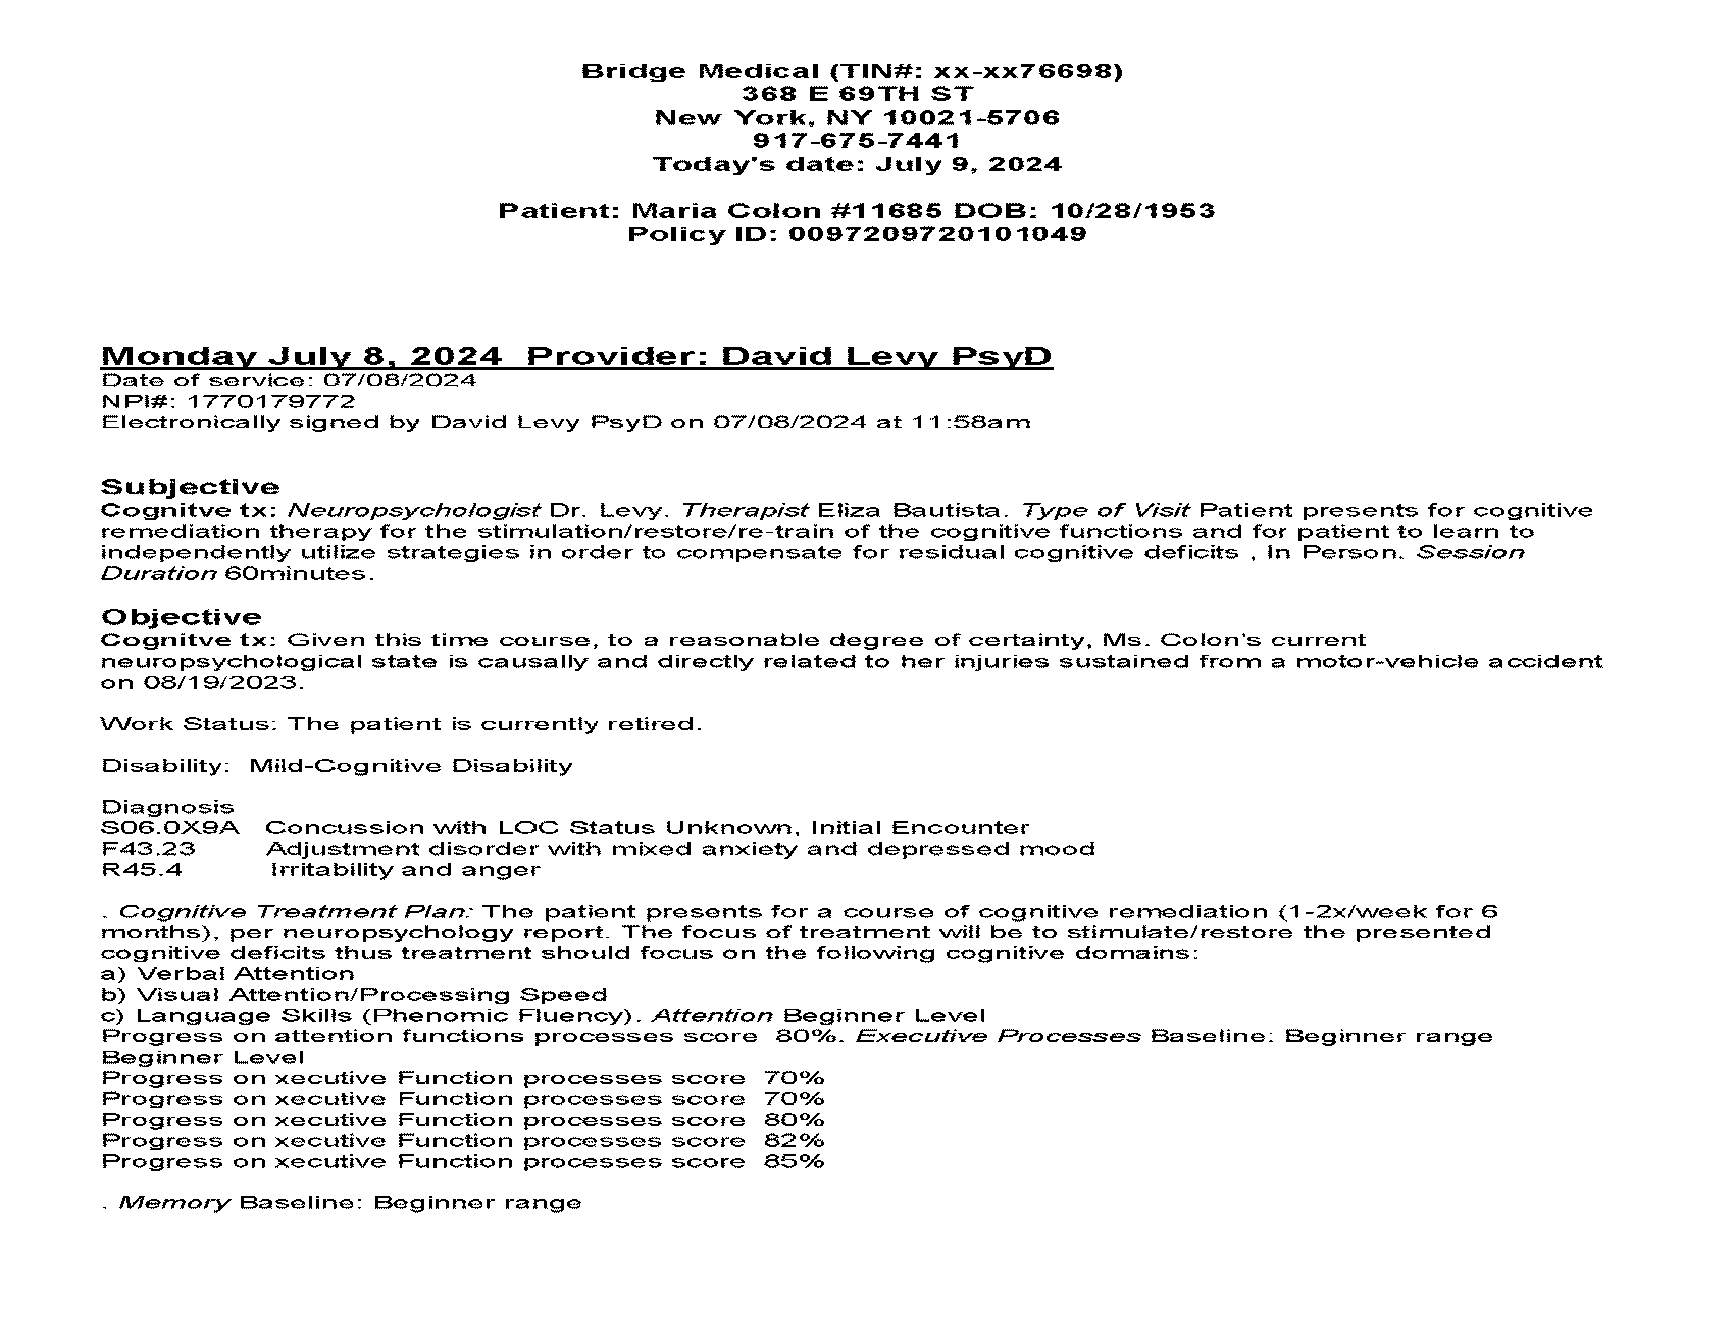 Bridge Medical (TIN#: xx-xx76698)
368 E 69TH ST
New York, NY 10021-5706
917-675-7441
Today's date: July 9, 2024
Patient: Maria Colon #11685 DOB: 10/28/1953
Policy ID: 0097209720101049
Monday July 8, 2024  Provider: David Levy PsyD
Date of service: 07/08/2024
NPI#: 1770179772
Electronically signed by David Levy PsyD on 07/08/2024 at 11:58am
Subjective
Cognitve tx: Neuropsychologist Dr. Levy. Therapist Eliza Bautista. Type of Visit Patient presents for cognitive
remediation therapy for the stimulation/restore/re-train of the cognitive functions and for patient to learn to
independently utilize strategies in order to compensate for residual cognitive deficits , In Person. Session
Duration 60minutes.
Objective
Cognitve tx: Given this time course, to a reasonable degree of certainty, Ms. Colon's current
neuropsychological state is causally and directly related to her injuries sustained from a motor-vehicle accident
on 08/19/2023.
Work Status: The patient is currently retired.
Disability:  Mild-Cognitive Disability
Diagnosis
S06.0X9A   Concussion with LOC Status Unknown, Initial Encounter
F43.23   Adjustment disorder with mixed anxiety and depressed mood
R45.4   Irritability and anger
. Cognitive Treatment Plan: The patient presents for a course of cognitive remediation (1-2x/week for 6
months), per neuropsychology report. The focus of treatment will be to stimulate/restore the presented
cognitive deficits thus treatment should focus on the following cognitive domains:
a) Verbal Attention
b) Visual Attention/Processing Speed
c) Language Skills (Phenomic Fluency). Attention Beginner Level
Progress on attention functions processes score  80%. Executive Processes Baseline: Beginner range
Beginner Level
Progress on xecutive Function processes score  70%
Progress on xecutive Function processes score  70%
Progress on xecutive Function processes score  80%
Progress on xecutive Function processes score  82%
Progress on xecutive Function processes score  85%
. Memory Baseline: Beginner range